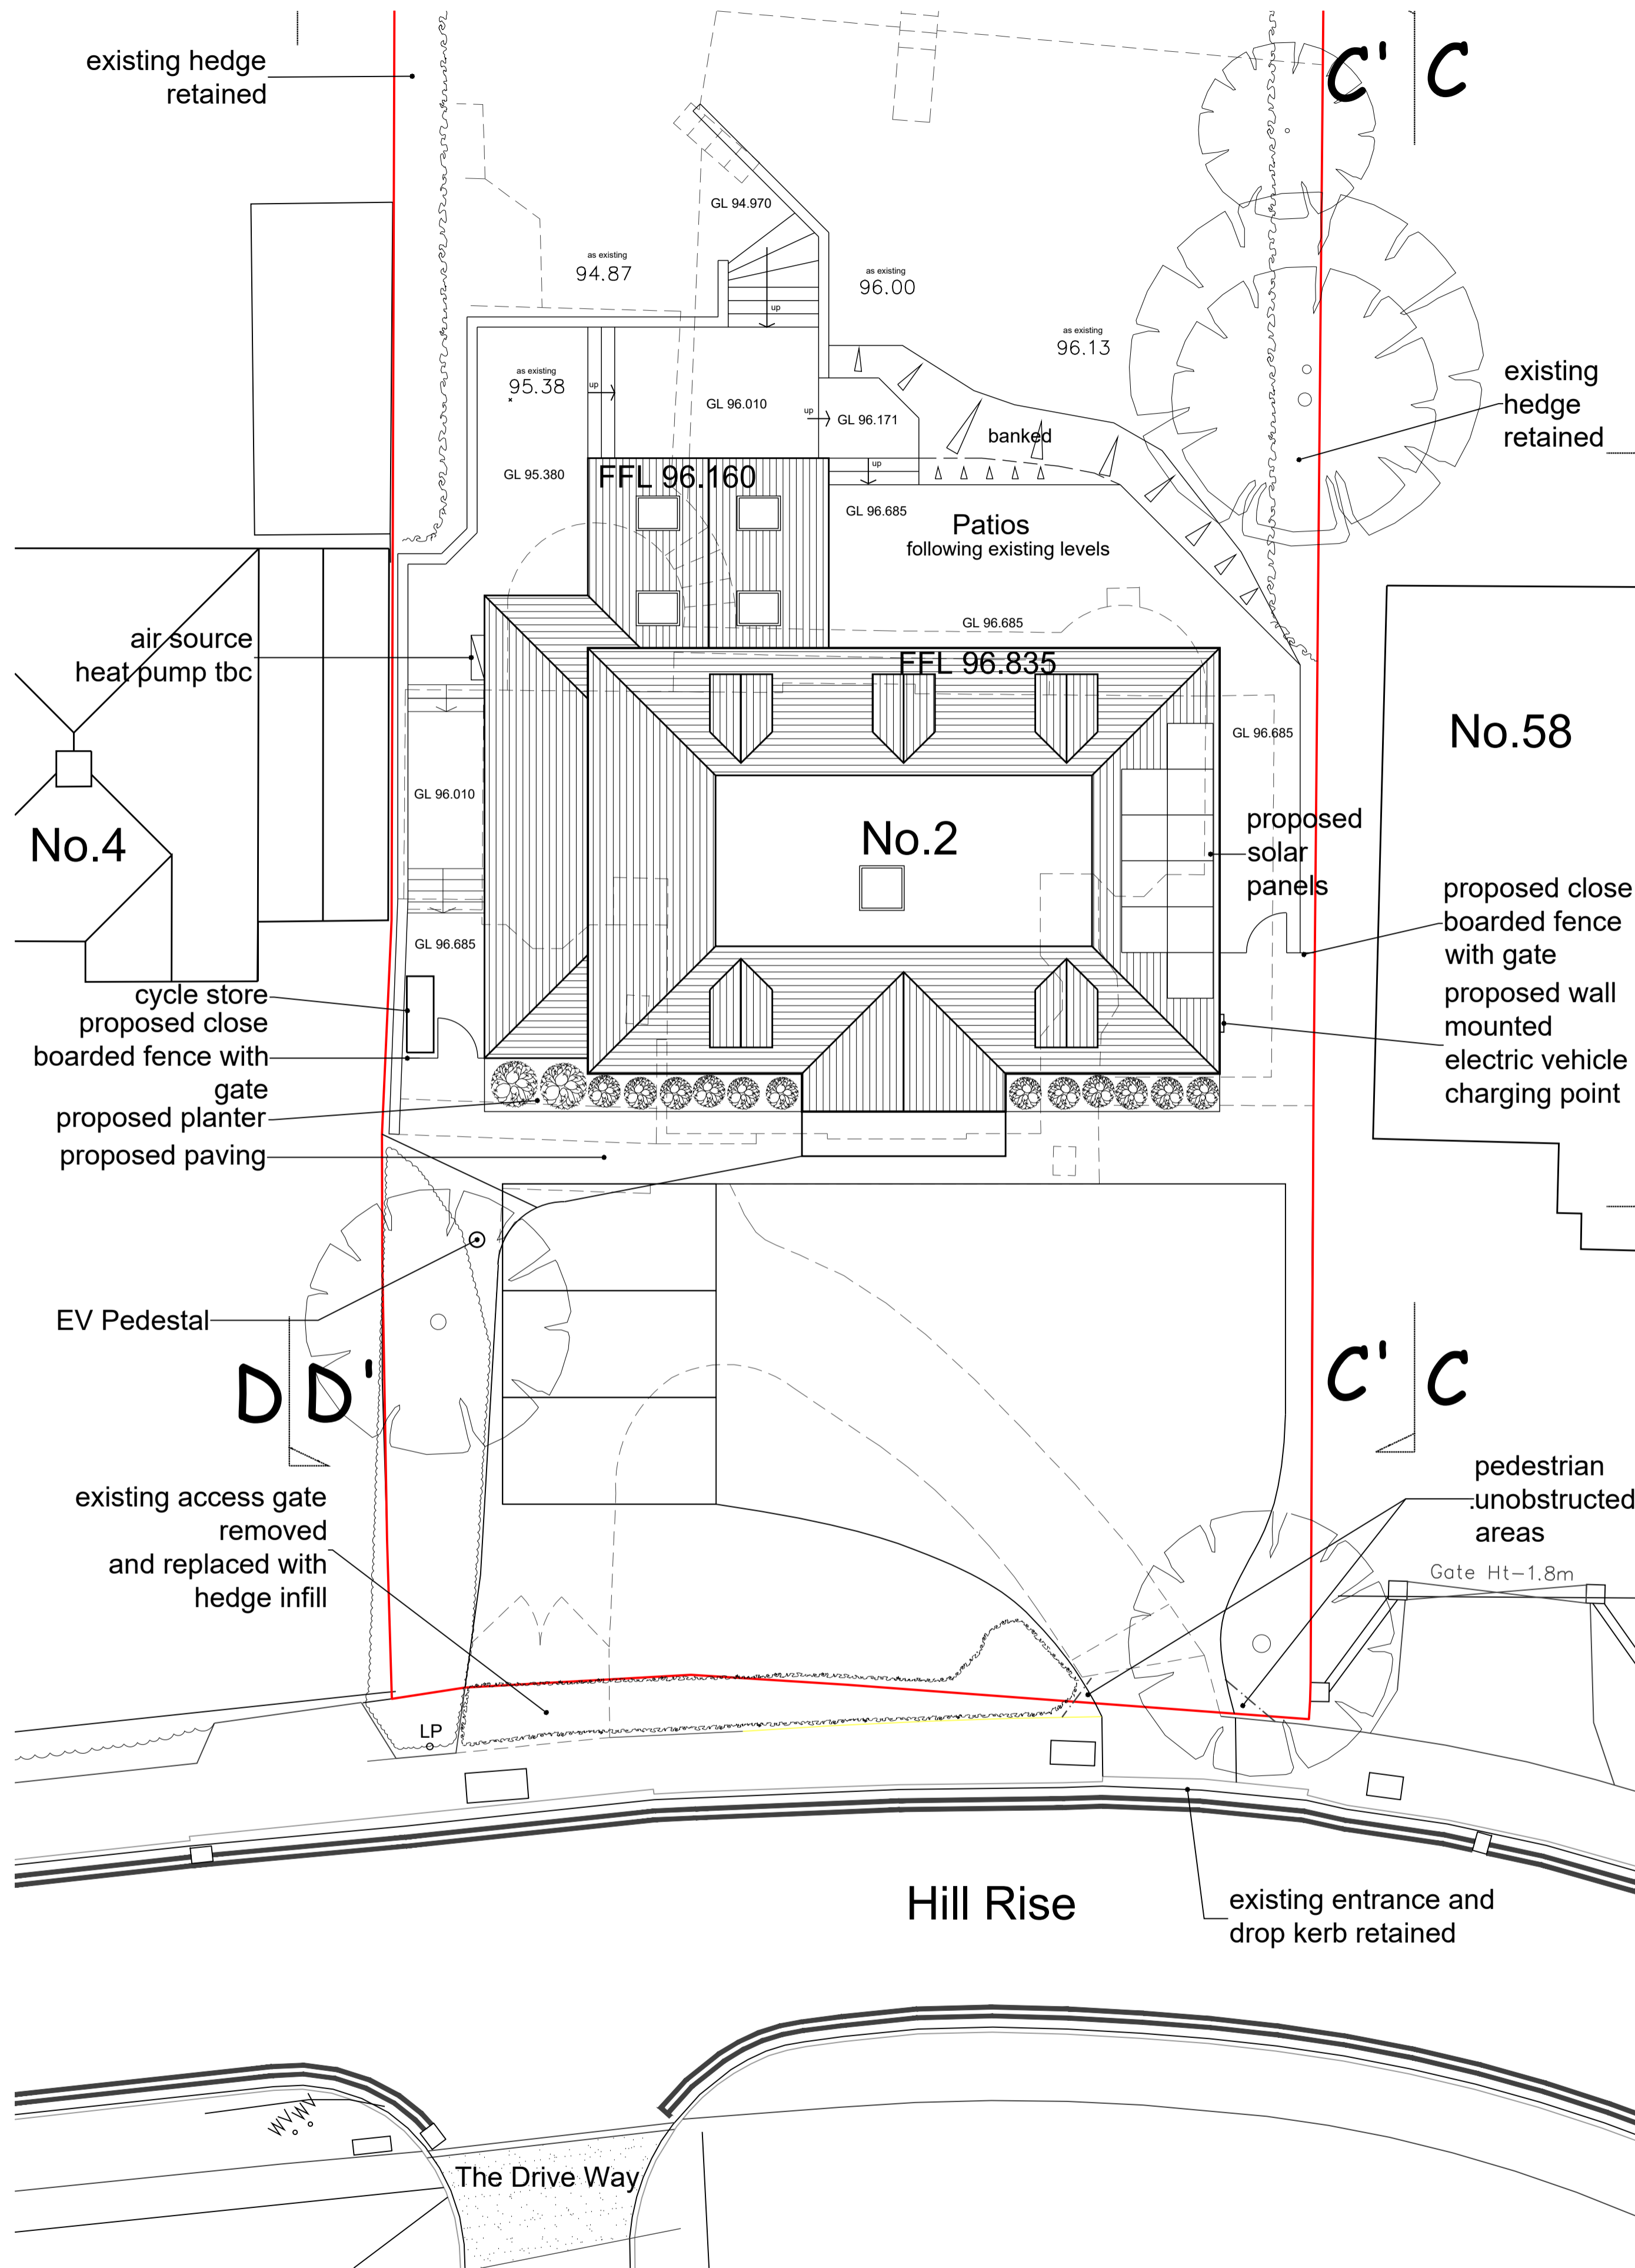 existing hedge
retained
C' C
GL 94.970
as existing
94.87
as existing
96.00
up
as existing
96.13
as existing
95.38
up
GL 96.010
up
GL 96.171
existing
hedge
retained
banked
GL 95.380
FFL 96.160
up
GL 96.685
Patios
following existing levels
GL 96.685
air source
heat pump tbc
FFL 96.835
GL 96.685
No.58
GL 96.010
No.4
No.2
proposed
solar
panels
proposed close
boarded fence
with gate
GL 96.685
cycle store
proposed close
boarded fence with
gate
proposed wall
mounted
electric vehicle
charging point
proposed planter
proposed paving
EV Pedestal
D D'
C' C
existing access gate
removed
and replaced with
hedge infill
pedestrian
unobstructed
areas
Gate Ht-1.8m
LP
Hill Rise
existing entrance and
drop kerb retained
WV WV
The Drive Way